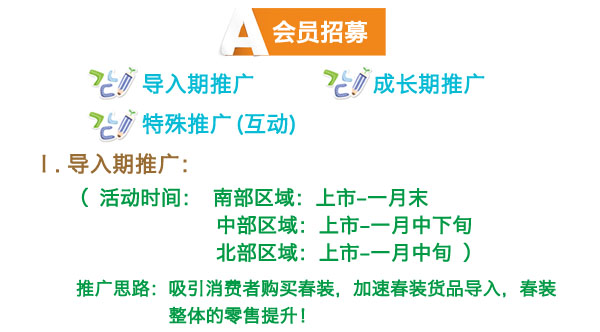 A 会员招募
导入期推广 成长期推广
特殊推广(互动)
1.导入期推广：
（ 活动时间： 南部区域：上市-一月末
中部区域：上市-一月中下旬
北部区域：上市-一月中旬 ）
推广思路：吸引消费者购买春装，加速春装货品导入，春装
整体的零售提升！